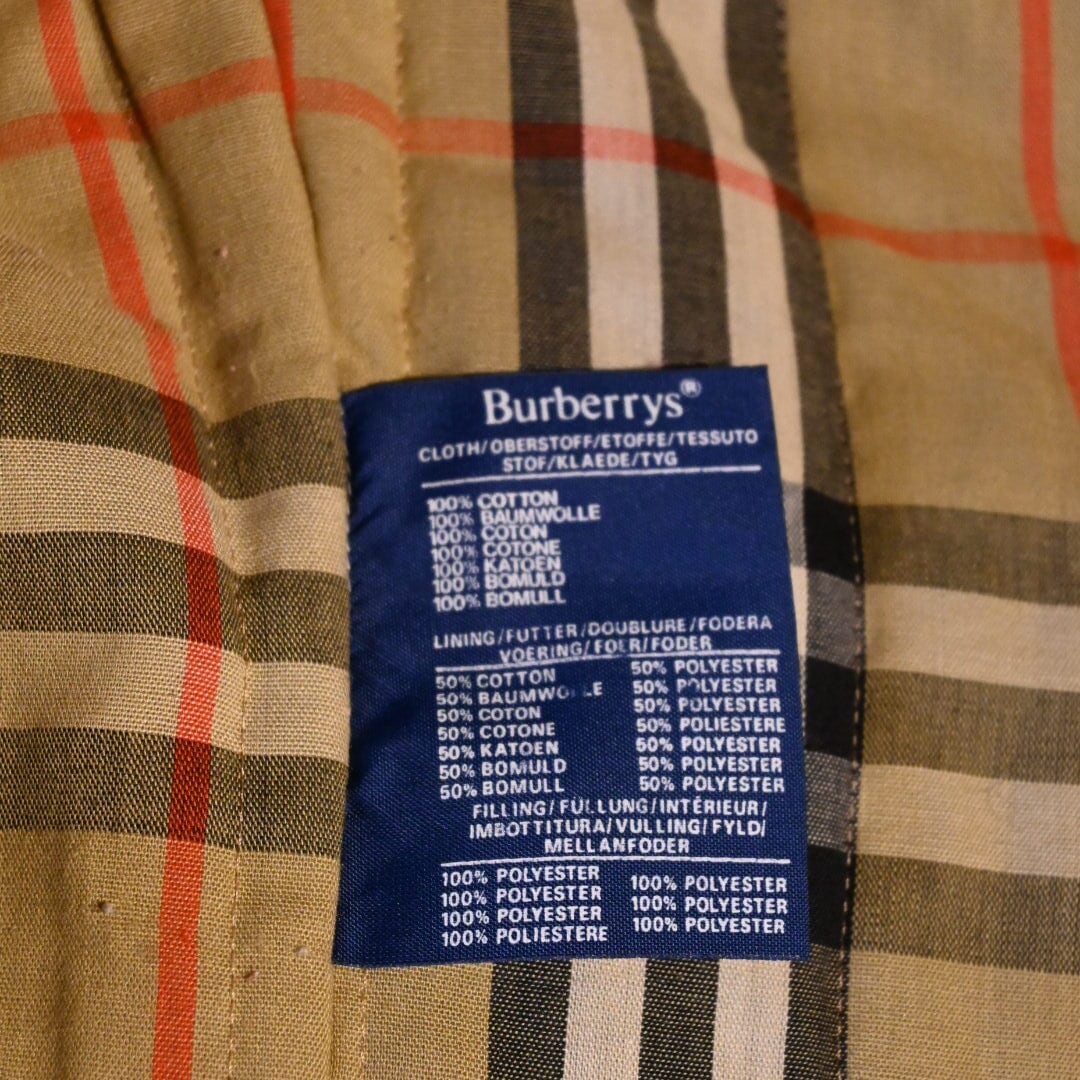 Burberrys®
CLOTH/OBERSTOFF/ETOFFE/TESSUTO
STOF/KLAEDE/TYG
100% COTTON
100% BAUMWOLLE
100% COTON
100% COTONE
100% KATOEN
100% BOMULD
100% BOMULL
LINING/FUTTER/DOUBLURE/FODERA
VOERING/FOER/FODER
50% COTTON 50% POLYESTER
50% BAUMWOLLE 50% POLYESTER
50% COTON 50% POLYESTER
50% COTONE 50% POLIESTERE
50% KATOEN 50% POLYESTER
50% BOMULD 50% POLYESTER
50% BOMULL 50% POLYESTER
FILLING/FÜLLUNG/INTÉRIEUR/
IMBOTTITURA/VULLING/FYLD/
MELLANFODER
100% POLYESTER 100% POLYESTER
100% POLYESTER 100% POLYESTER
100% POLYESTER 100% POLYESTER
100% POLIESTERE